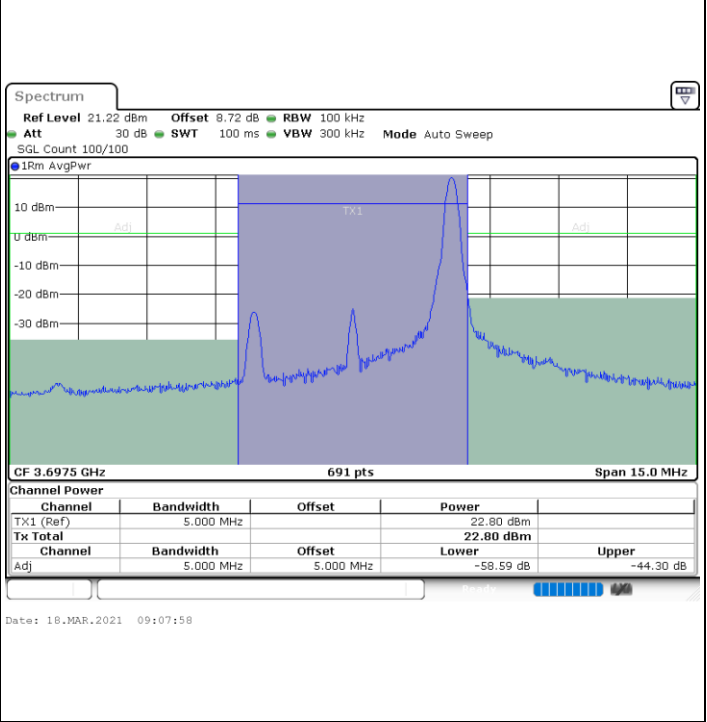 Spectrum
Ref Level 21.22 dBm Offset 8.72 dB RBW 100 kHz
Att 30 dB SWT 100 ms VBW 300 kHz Mode Auto Sweep
SGL Count 100/100
1Rm AvgPwr
10 dBm
TX1
Adj
Adj
0 dBm
-10 dBm
-20 dBm
-30 dBm
CF 3.6975 GHz 691 pts Span 15.0 MHz
Channel Power
Channel Bandwidth Offset Power
TX1 (Ref) 5.000 MHz 22.80 dBm
Tx Total 22.80 dBm
Channel Bandwidth Offset Lower Upper
Adj 5.000 MHz 5.000 MHz -58.59 dB -44.30 dB
Ready
Date: 18.MAR.2021 09:07:58